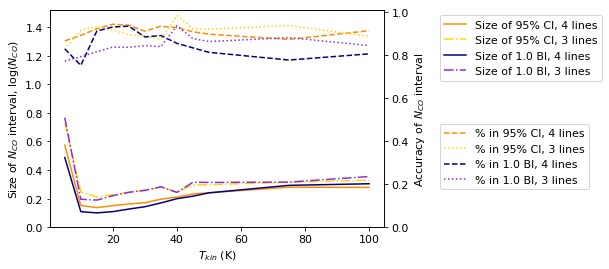 Size of 95% CI, 4 lines
Size of 95% CI, 3 lines
Size of 1.0 BI, 4 lines
Size of 1.0 BI, 3 lines
% in 95% CI, 4 lines
% in 95% CI, 3 lines
% in 1.0 BI, 4 lines
% in 1.0 BI, 3 lines
Size of N_CO interval, log(N_CO)
1.4
1.2
1.0
0.8
0.6
0.4
0.2
0.0
Accuracy of N_CO interval
1.0
0.8
0.6
0.4
0.2
0.0
20 40 60 80 100
T_kin (K)